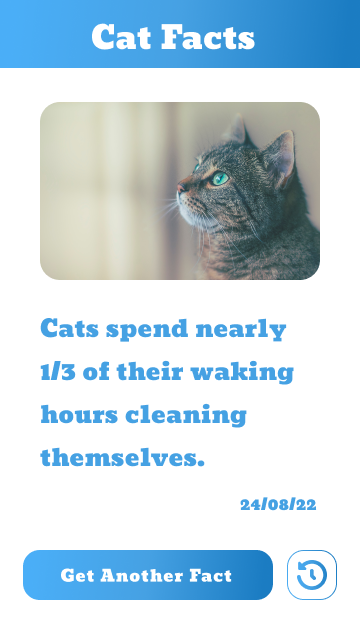 Cat Facts
Cats spend nearly
1/3 of their waking
hours cleaning
themselves.
24/08/22
Get Another Fact